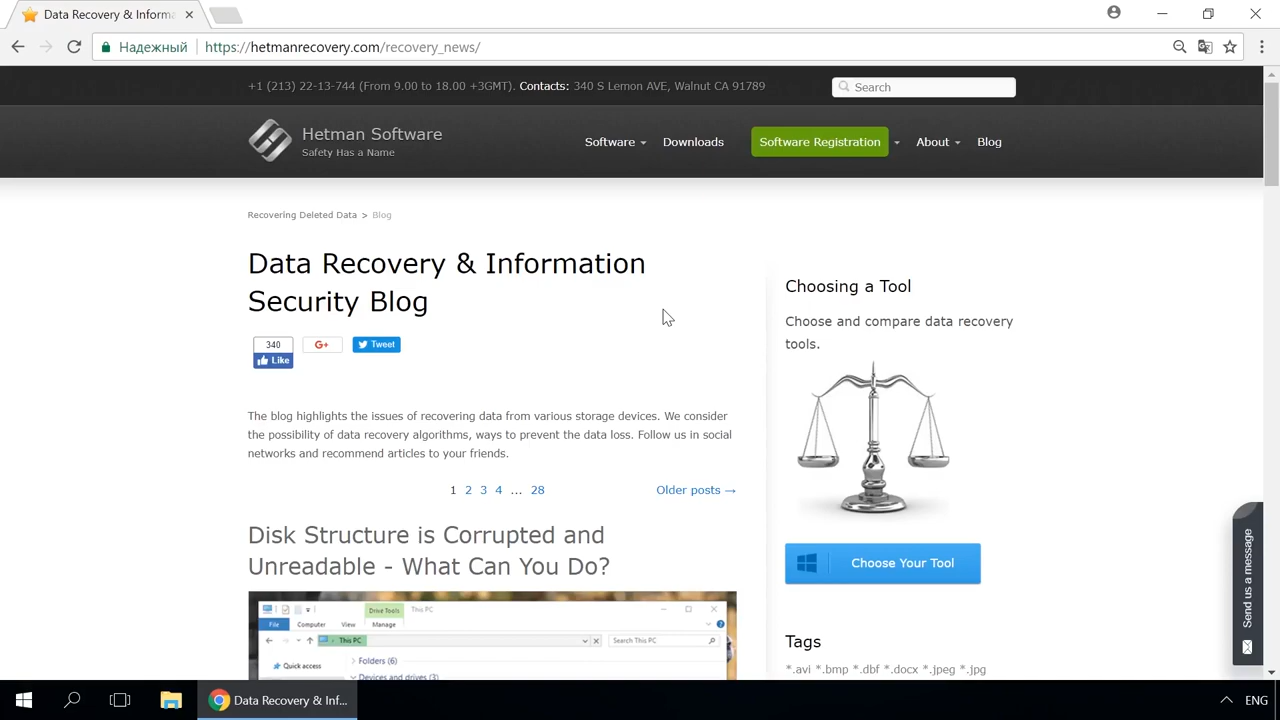 Data Recovery & Informa
Надежный
https://hetmanrecovery.com/recovery_news/
+1 (213) 22-13-744 (From 9.00 to 18.00 +3GMT). Contacts: 340 S Lemon AVE, Walnut CA 91789
Search
Hetman Software
Safety Has a Name
Software
Downloads
Software Registration
About
Blog
Recovering Deleted Data > Blog
Data Recovery & Information
Security Blog
340
Like
G+
Tweet
The blog highlights the issues of recovering data from various storage devices. We consider
the possibility of data recovery algorithms, ways to prevent the data loss. Follow us in social
networks and recommend articles to your friends.
1 2 3 4 ... 28
Older posts →
Disk Structure is Corrupted and
Unreadable - What Can You Do?
Drive Tools
This PC
File
Computer
View
Manage
This PC
Search This PC
Quick access
Folders (6)
Devices and drives (3)
Choosing a Tool
Choose and compare data recovery
tools.
Choose Your Tool
Tags
*.avi *.bmp *.dbf *.docx *.jpeg *.jpg
Send us a message
Data Recovery & Inf...
ENG